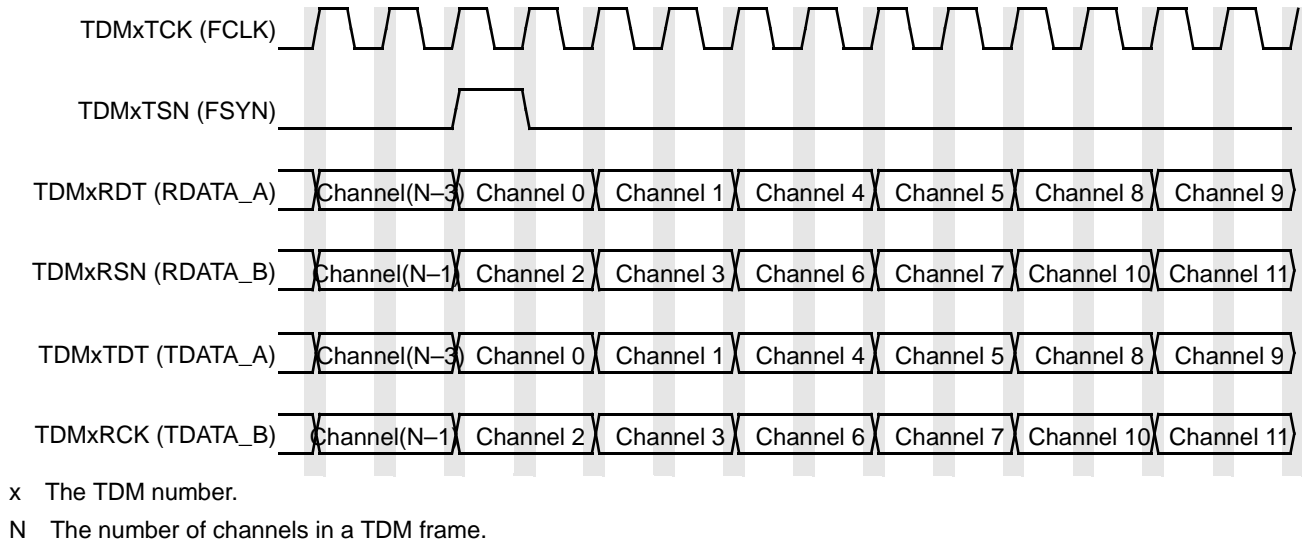 TDMxTCK (FCLK)
TDMxTSN (FSYN)
TDMxRDT (RDATA_A) Channel(N–3) Channel 0 Channel 1 Channel 4 Channel 5 Channel 8 Channel 9
TDMxRSN (RDATA_B) Channel(N–1) Channel 2 Channel 3 Channel 6 Channel 7 Channel 10 Channel 11
TDMxTDT (TDATA_A) Channel(N–3) Channel 0 Channel 1 Channel 4 Channel 5 Channel 8 Channel 9
TDMxRCK (TDATA_B) Channel(N–1) Channel 2 Channel 3 Channel 6 Channel 7 Channel 10 Channel 11
x The TDM number.
N The number of channels in a TDM frame.